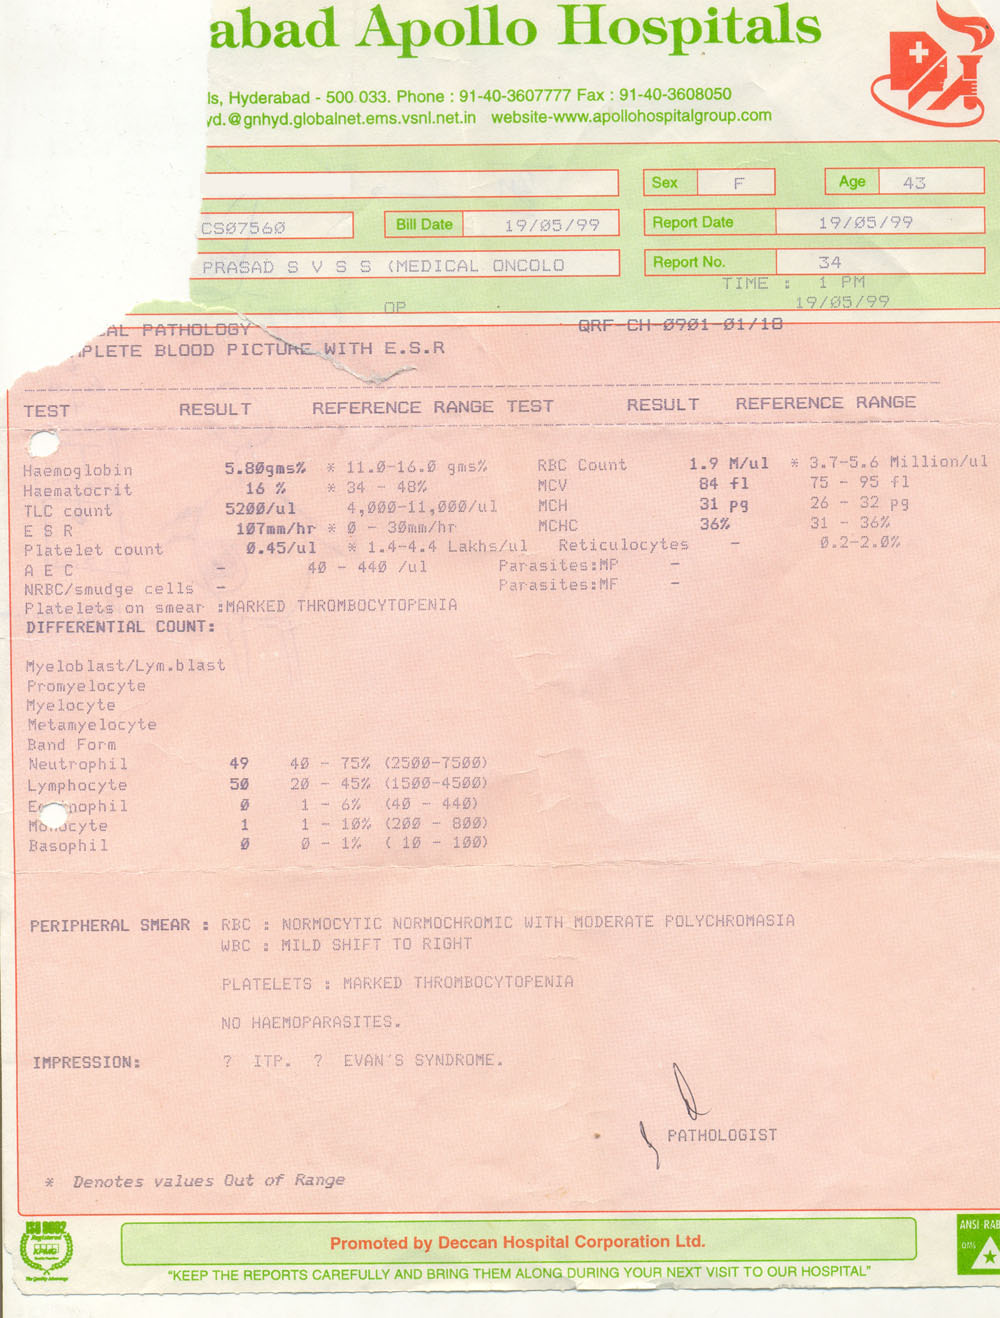 abad Apollo Hospitals
ls, Hyderabad - 500 033. Phone : 91-40-3607777 Fax : 91-40-3608050
yd.@gnhyd.globalnet.ems.vsnl.net.in website-www.apollohospitalgroup.com
Sex F Age 43
CS07560 Bill Date 19/05/99 Report Date 19/05/99
PRASAD S V S S (MEDICAL ONCOLO Report No. 34
TIME : 1 PM
OP 19/05/99
AL PATHOLOGY QRF CH 0901-01/18
PLETE BLOOD PICTURE WITH E.S.R
TEST RESULT REFERENCE RANGE TEST RESULT REFERENCE RANGE
Haemoglobin 5.80gms% * 11.0-16.0 gms% RBC Count 1.9 M/ul * 3.7-5.6 Million/ul
Haematocrit 16 % * 34 - 48% MCV 84 fl 75 - 95 fl
TLC count 5200/ul 4,000-11,000/ul MCH 31 pg 26 - 32 pg
E S R 107mm/hr * 0 - 30mm/hr MCHC 36% 31 - 36%
Platelet count 0.45/ul * 1.4-4.4 Lakhs/ul Reticulocytes - 0.2-2.0%
A E C - 40 - 440 /ul Parasites:MP -
NRBC/smudge cells - Parasites:MF -
Platelets on smear :MARKED THROMBOCYTOPENIA
DIFFERENTIAL COUNT:
Myeloblast/Lym.blast
Promyelocyte
Myelocyte
Metamyelocyte
Band Form
Neutrophil 49 40 - 75% (2500-7500)
Lymphocyte 50 20 - 45% (1500-4500)
E nophil 0 1 - 6% (40 - 440)
Monocyte 1 1 - 10% (200 - 800)
Basophil 0 0 - 1% ( 10 - 100)
PERIPHERAL SMEAR : RBC : NORMOCYTIC NORMOCHROMIC WITH MODERATE POLYCHROMASIA
WBC : MILD SHIFT TO RIGHT
PLATELETS : MARKED THROMBOCYTOPENIA
NO HAEMOPARASITES.
IMPRESSION: ? ITP. ? EVAN'S SYNDROME.
PATHOLOGIST
* Denotes values Out of Range
ISO 9002
Registered
KPMG
The Quality Advantage
Promoted by Deccan Hospital Corporation Ltd.
ANSI-RAB
QMS
"KEEP THE REPORTS CAREFULLY AND BRING THEM ALONG DURING YOUR NEXT VISIT TO OUR HOSPITAL"